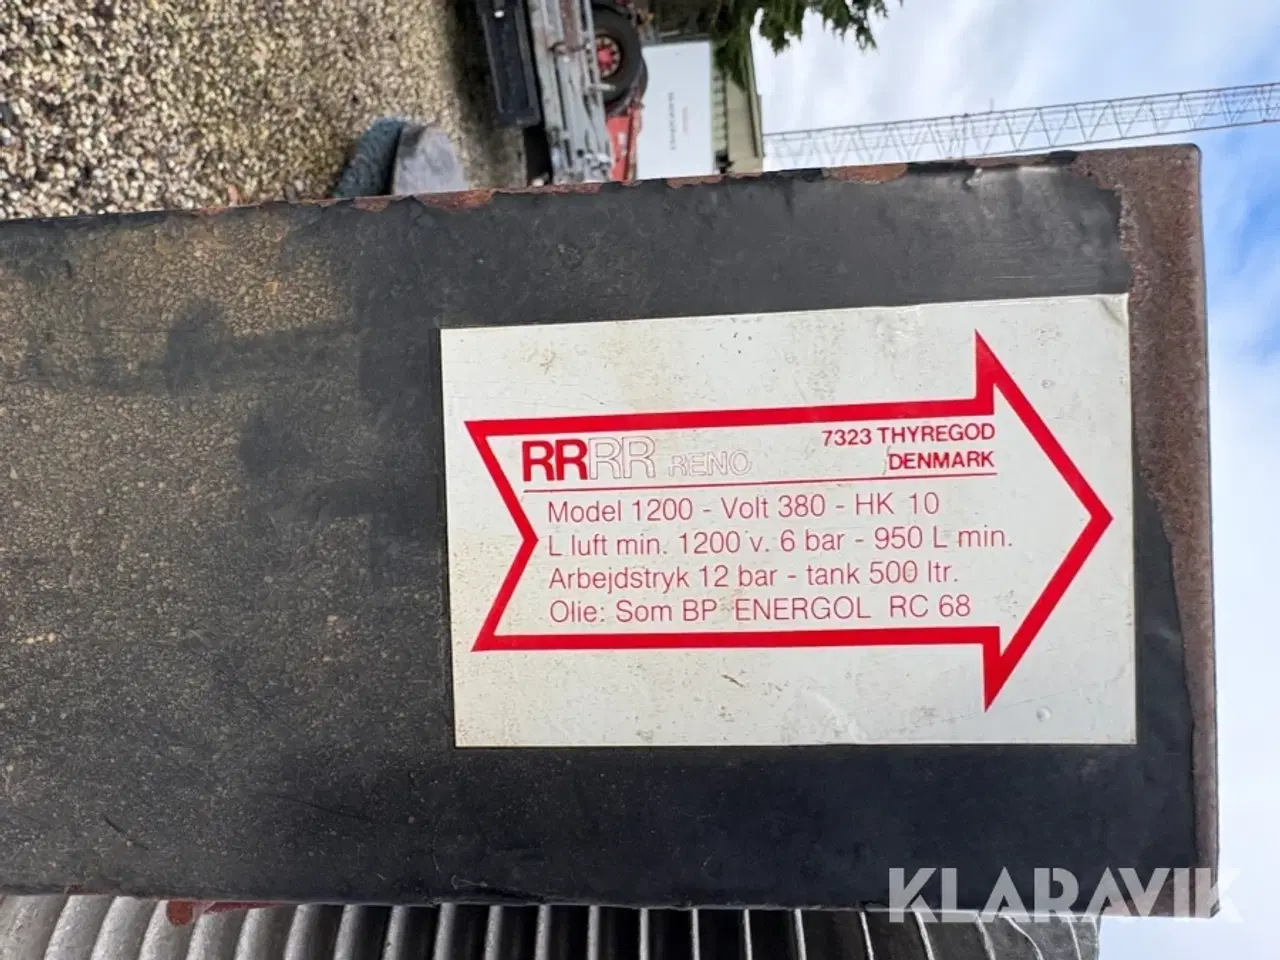 RRRR RENO
7323 THYREGOD
DENMARK
Model 1200 - Volt 380 - HK 10
L luft min. 1200 v. 6 bar - 950 L min.
Arbejdstryk 12 bar - tank 500 ltr.
Olie: Som BP ENERGOL RC 68
KLARAVIK